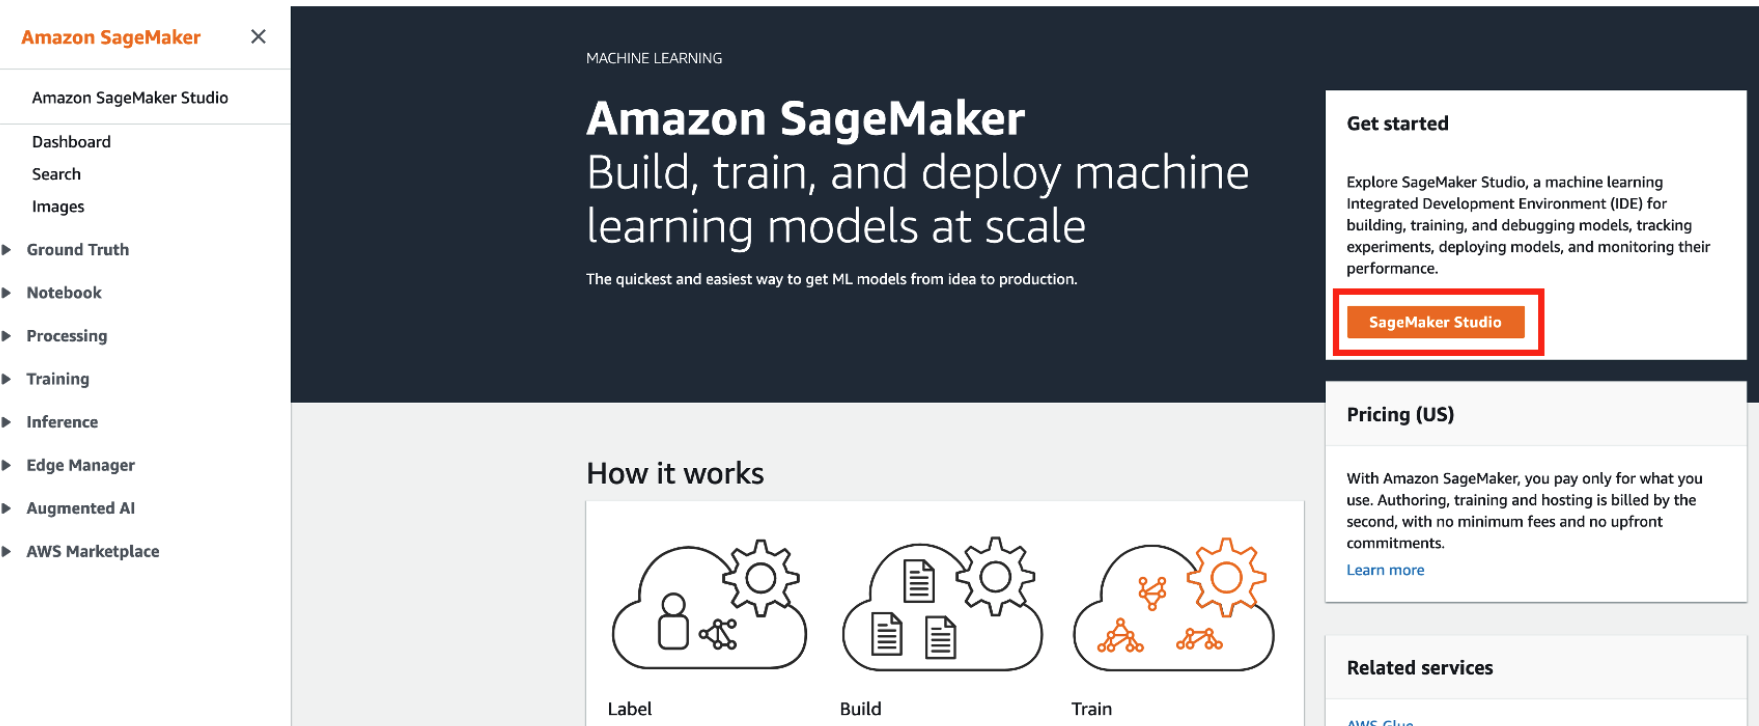 Amazon SageMaker
Amazon SageMaker Studio
Dashboard
Search
Images
Ground Truth
Notebook
Processing
Training
Inference
Edge Manager
Augmented AI
AWS Marketplace
MACHINE LEARNING
Amazon SageMaker
Build, train, and deploy machine
learning models at scale
The quickest and easiest way to get ML models from idea to production.
How it works
Label
Build
Train
Get started
Explore SageMaker Studio, a machine learning
Integrated Development Environment (IDE) for
building, training, and debugging models, tracking
experiments, deploying models, and monitoring their
performance.
SageMaker Studio
Pricing (US)
With Amazon SageMaker, you pay only for what you
use. Authoring, training and hosting is billed by the
second, with no minimum fees and no upfront
commitments.
Learn more
Related services
AWS Glue